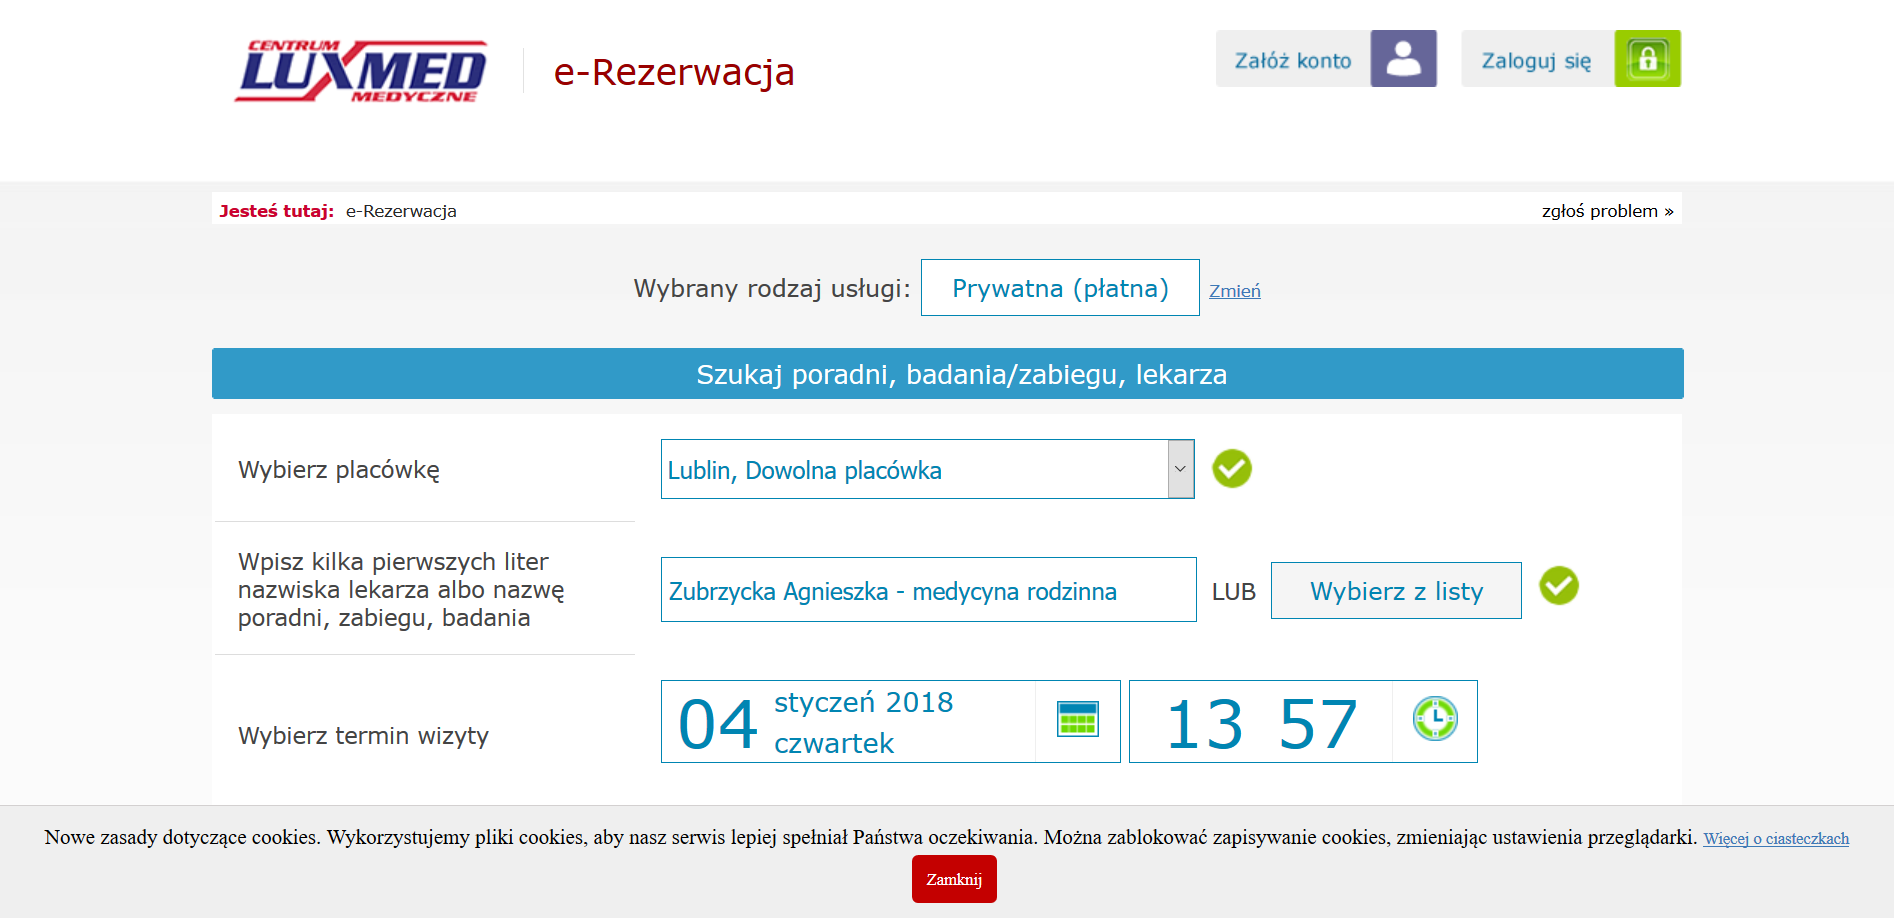 CENTRUM
LUXMED
MEDYCZNE
e-Rezerwacja
Załóż konto
Zaloguj się
Jesteś tutaj: e-Rezerwacja
zgłoś problem »
Wybrany rodzaj usługi: Prywatna (płatna) Zmień
Szukaj poradni, badania/zabiegu, lekarza
Wybierz placówkę
Lublin, Dowolna placówka
Wpisz kilka pierwszych liter
nazwiska lekarza albo nazwę
poradni, zabiegu, badania
Zubrzycka Agnieszka - medycyna rodzinna
LUB
Wybierz z listy
Wybierz termin wizyty
04
styczeń 2018
czwartek
13 57
Nowe zasady dotyczące cookies. Wykorzystujemy pliki cookies, aby nasz serwis lepiej spełniał Państwa oczekiwania. Można zablokować zapisywanie cookies, zmieniając ustawienia przeglądarki. Więcej o ciasteczkach
Zamknij